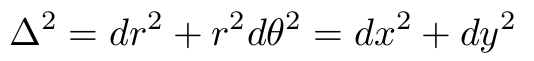 Δ² = dr² + r²dθ² = dx² + dy²